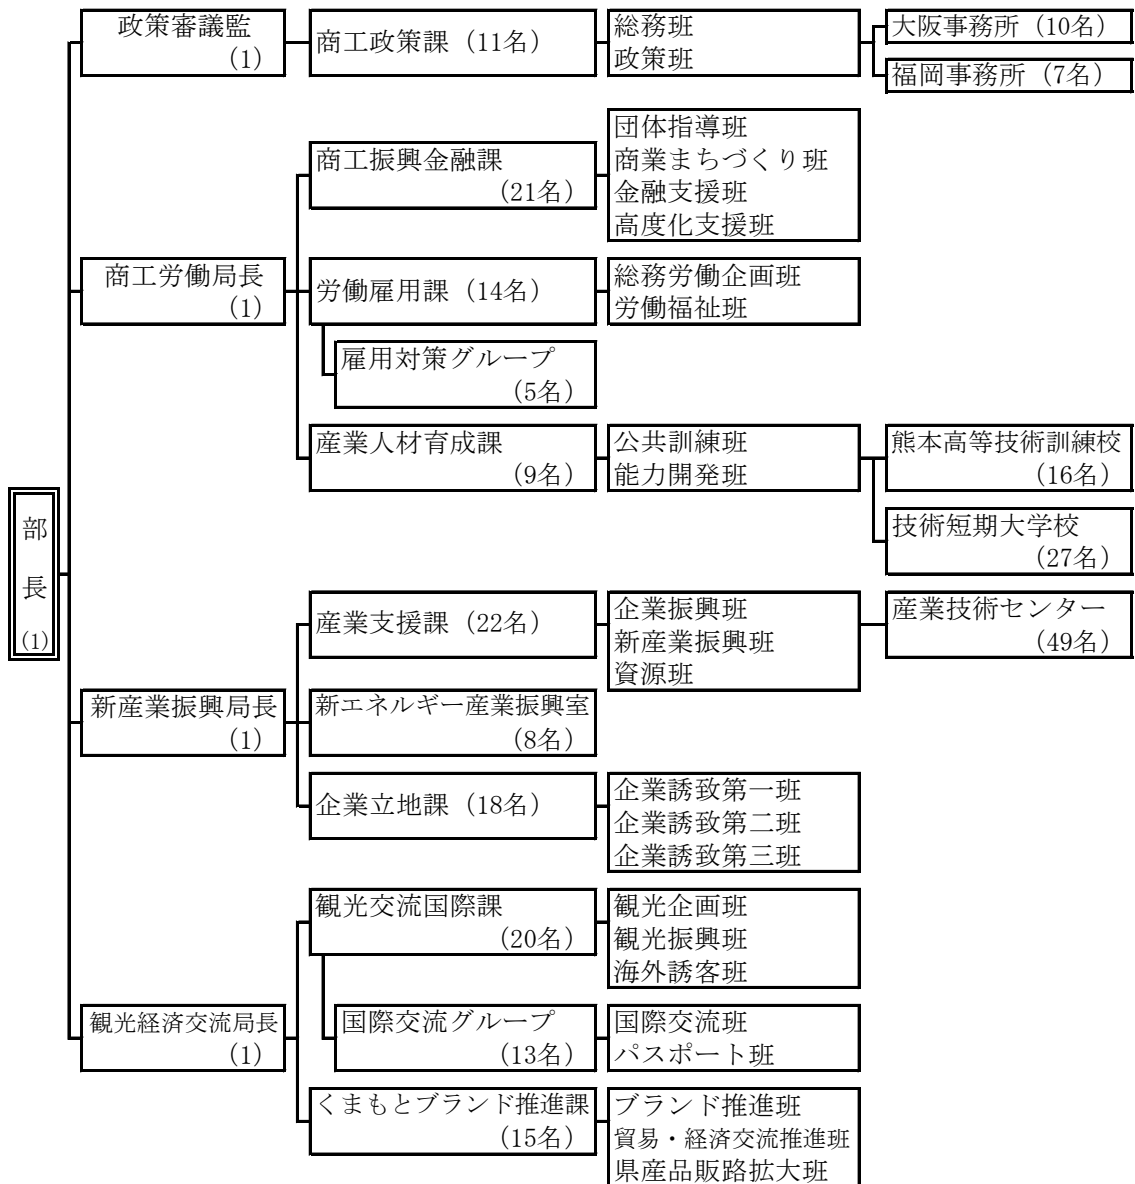 政策審議監
(1)
商工政策課 (11名)
総務班
政策班
大阪事務所 (10名)
福岡事務所 (7名)
商工振興金融課
(21名)
団体指導班
商業まちづくり班
金融支援班
高度化支援班
商工労働局長
(1)
労働雇用課 (14名)
総務労働企画班
労働福祉班
雇用対策グループ
(5名)
産業人材育成課
(9名)
公共訓練班
能力開発班
熊本高等技術訓練校
(16名)
技術短期大学校
(27名)
部
長
(1)
産業支援課 (22名)
企業振興班
新産業振興班
資源班
産業技術センター
(49名)
新産業振興局長
(1)
新エネルギー産業振興室
(8名)
企業立地課 (18名)
企業誘致第一班
企業誘致第二班
企業誘致第三班
観光交流国際課
(20名)
観光企画班
観光振興班
海外誘客班
観光経済交流局長
(1)
国際交流グループ
(13名)
国際交流班
パスポート班
くまもとブランド推進課
(15名)
ブランド推進班
貿易・経済交流推進班
県産品販路拡大班